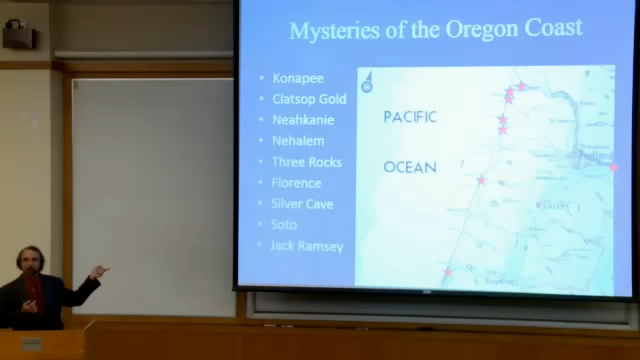 Mysteries of the Oregon Coast
• Konapee
• Clatsop Gold
• Neahkanie
• Nehalem
• Three Rocks
• Florence
• Silver Cave
• Soto
• Jack Ramsey
PACIFIC
OCEAN
?
Portland